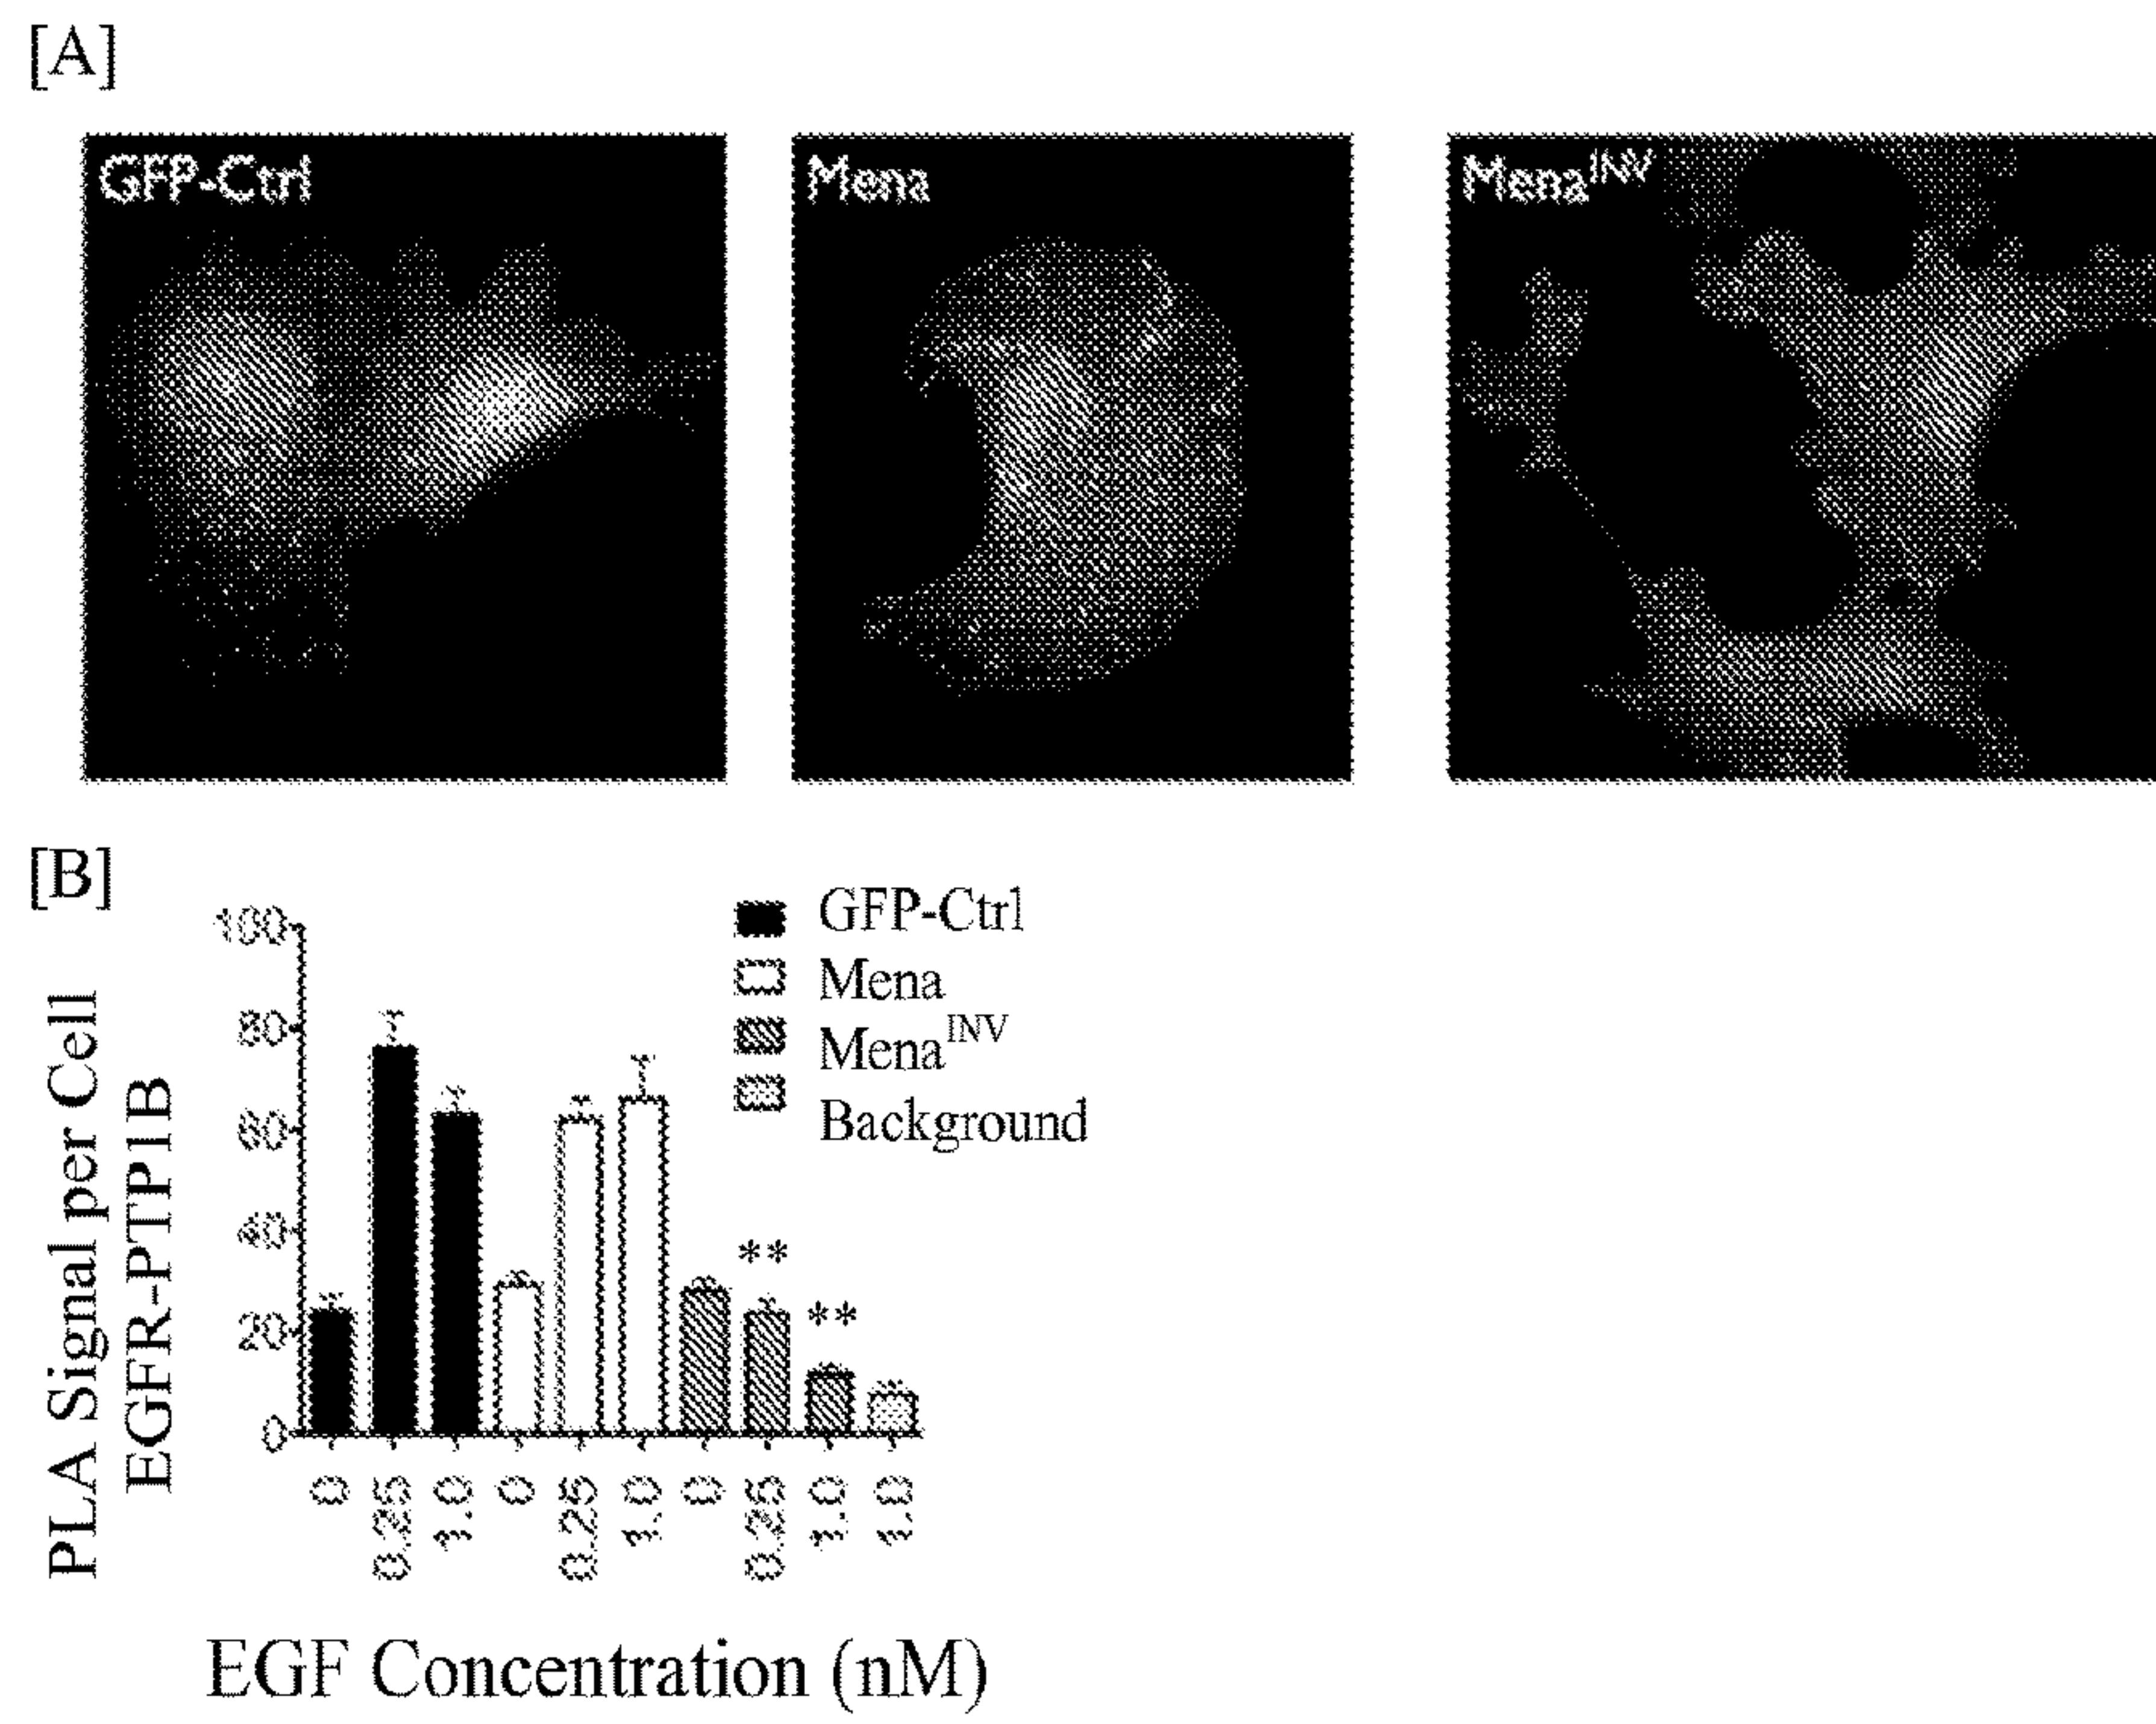 [A]
GFP-Ctrl
Mena
Mena^INV
[B]
PLA Signal per Cell
EGFR-PTP1B
100
80
60
40
20
0
GFP-Ctrl
Mena
Mena^INV
Background
**
**
0
0.25
1.0
0
0.25
1.0
0
0.25
1.0
1.0
EGF Concentration (nM)